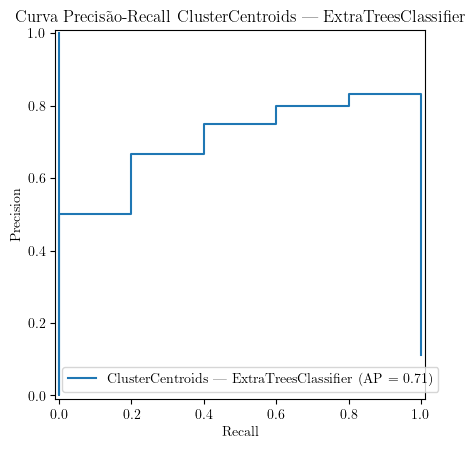 Curva Precisão-Recall ClusterCentroids — ExtraTreesClassifier
1.0
0.8
0.6
0.4
0.2
0.0
Precision
ClusterCentroids — ExtraTreesClassifier (AP = 0.71)
0.0 0.2 0.4 0.6 0.8 1.0
Recall